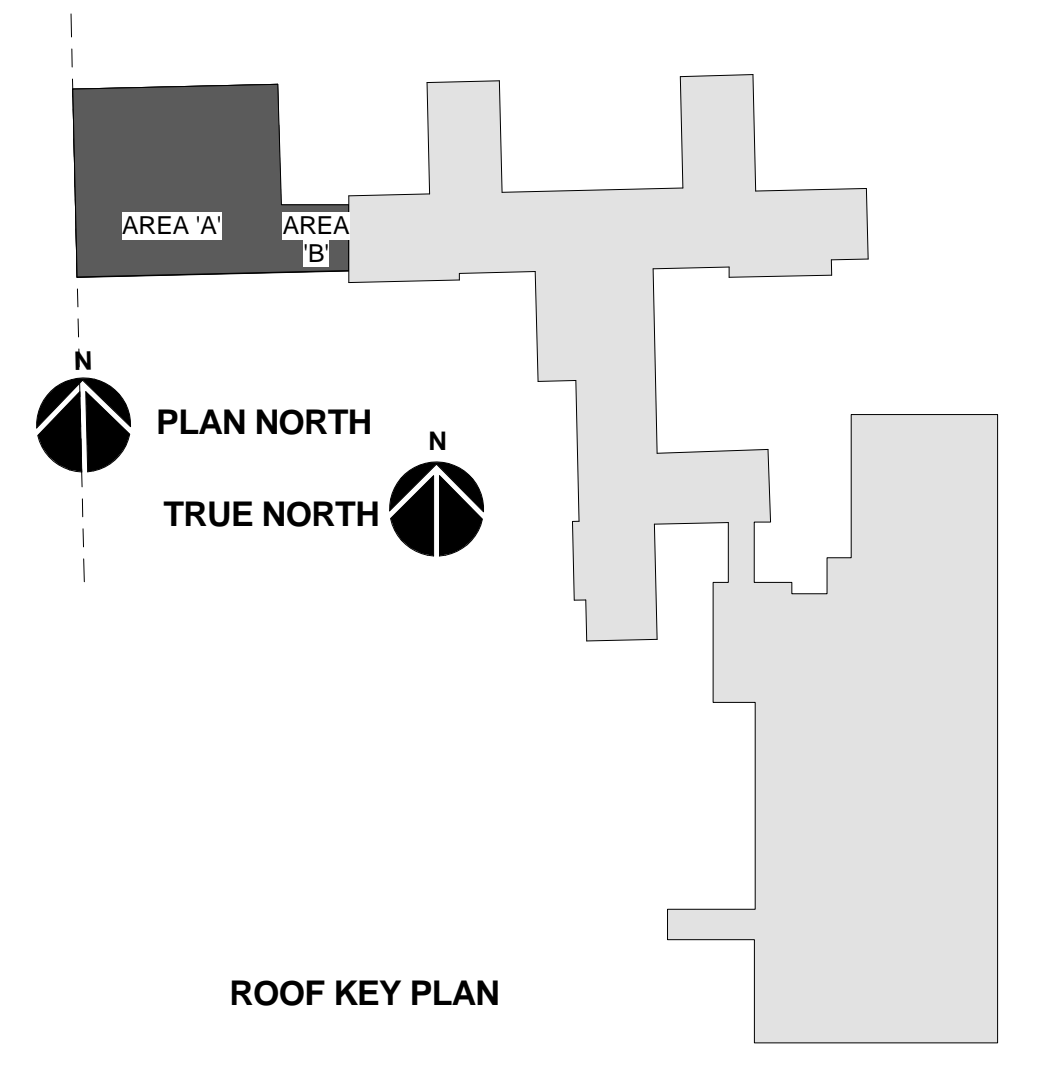 AREA 'A'
AREA
'B'
N
PLAN NORTH
N
TRUE NORTH
ROOF KEY PLAN